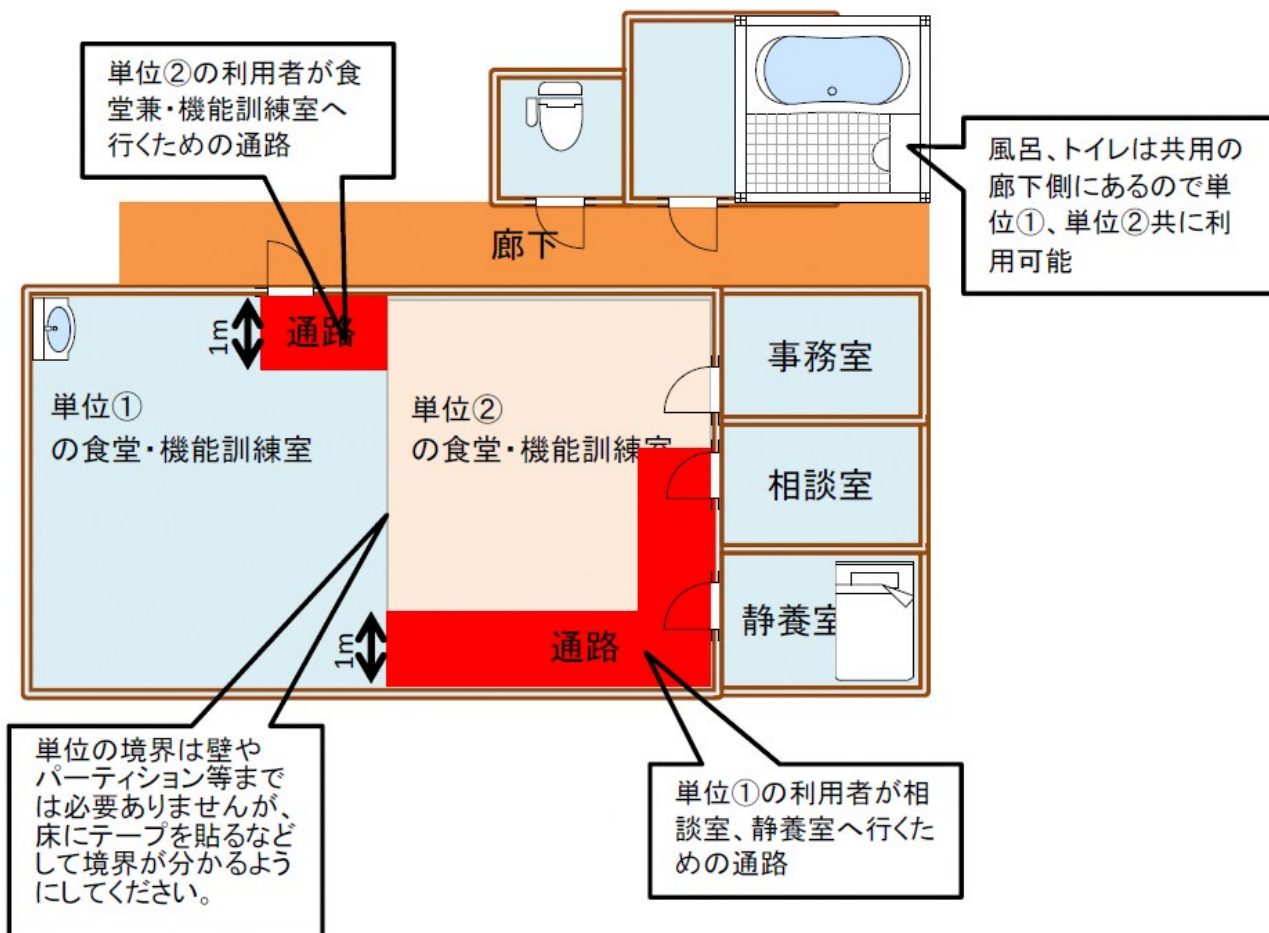 単位②の利用者が食
堂兼・機能訓練室へ
行くための通路
風呂、トイレは共用の
廊下側にあるので単
位①、単位②共に利
用可能
廊下
1m
通路
事務室
単位①
の食堂・機能訓練室
単位②
の食堂・機能訓練室
相談室
静養室
1m
通路
単位の境界は壁や
パーティション等まで
は必要ありませんが、
床にテープを貼るなど
して境界が分かるよう
にしてください。
単位①の利用者が相
談室、静養室へ行くた
めの通路